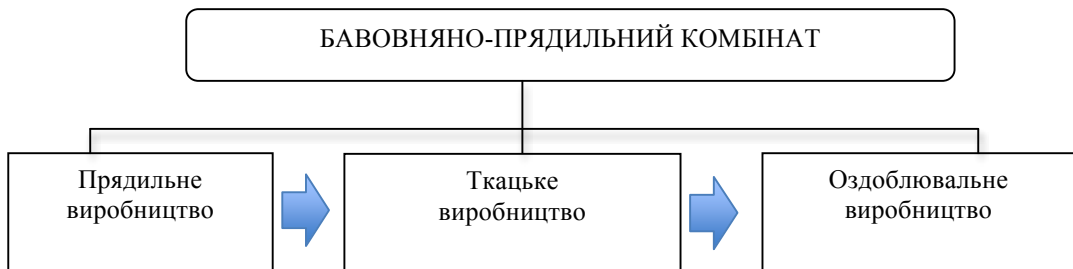 БАВОВНЯНО-ПРЯДИЛЬНИЙ КОМБІНАТ
Прядильне
виробництво
Ткацьке
виробництво
Оздоблювальне
виробництво